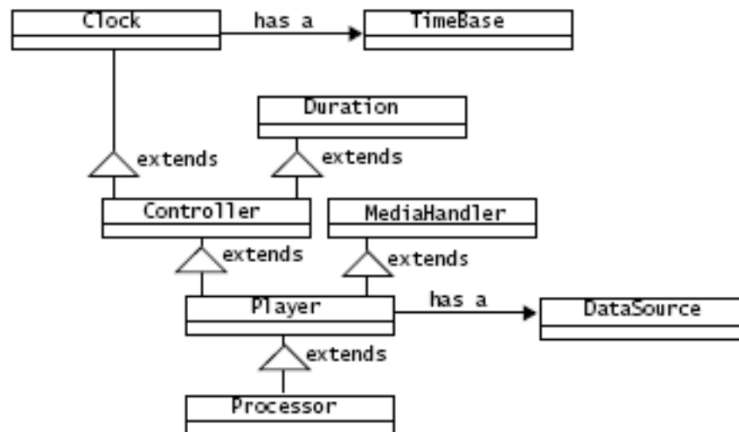 Clock
has a
TimeBase
Duration
extends
extends
Controller
MediaHandler
extends
extends
Player
has a
DataSource
extends
Processor